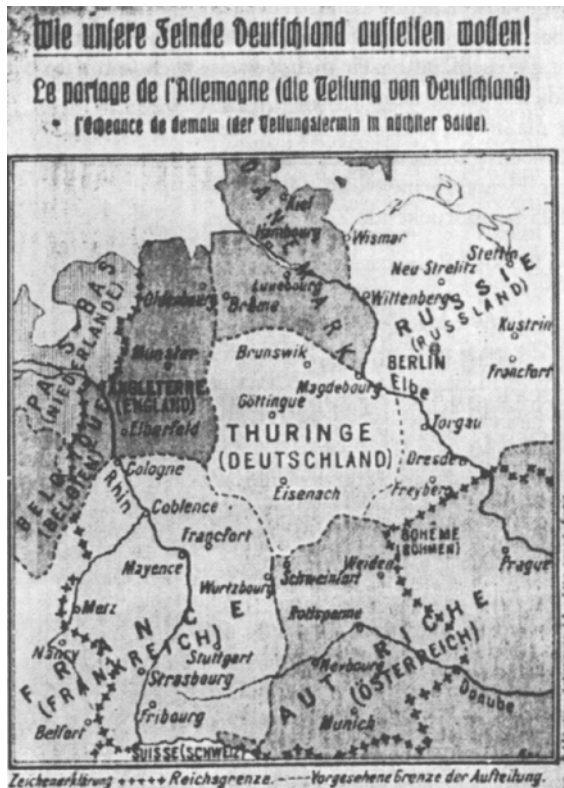 Wie unsere Feinde Deutschland aufteilen wollen!
Le partage de l'Allemagne (die Teilung von Deutschland)
l'Echeance de demain (der Teilungstermin in nächster Bälde).
DANEMARK
Kiel
Hambourg
Wismar
Stettin
Neu-Strelitz
Lunebourg
Oldenbourg
Brême
Wittenberg
RUSSIE
(RUSSLAND)
PAYS BAS
(NIEDERLANDE)
Kustrin
Munster
Brunswik
BERLIN
Francfort
Magdebourg
Elbe
ANGLETERRE
(ENGLAND)
Göttingue
Torgau
Elberfeld
THURINGE
(DEUTSCHLAND)
BELGIQUE
(BELGIEN)
Dresden
Cologne
Eisenach
Freyberg
Rhin
Coblence
BOHÈME
(BÖHMEN)
Francfort
Prague
Mayence
Schweinfurt
Weiden
Wurtzbourg
Metz
FRANCE
(FRANKREICH)
AUTRICHE
(ÖSTERREICH)
Nancy
Stuttgart
Strasbourg
Danube
Belfort
Fribourg
Munich
SUISSE (SCHWEIZ)
Zeichenerklärung +++++ Reichsgrenze. ----Vorgesehene Grenze der Aufteilung.